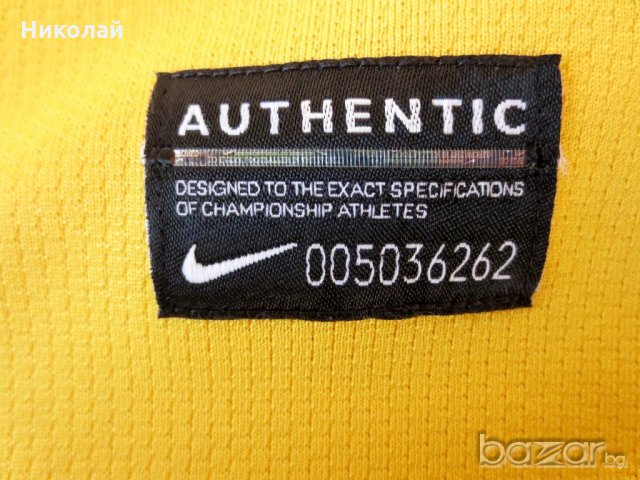 Николай
AUTHENTIC
DESIGNED TO THE EXACT SPECIFICATIONS
OF CHAMPIONSHIP ATHLETES
005036262
bazar.bg